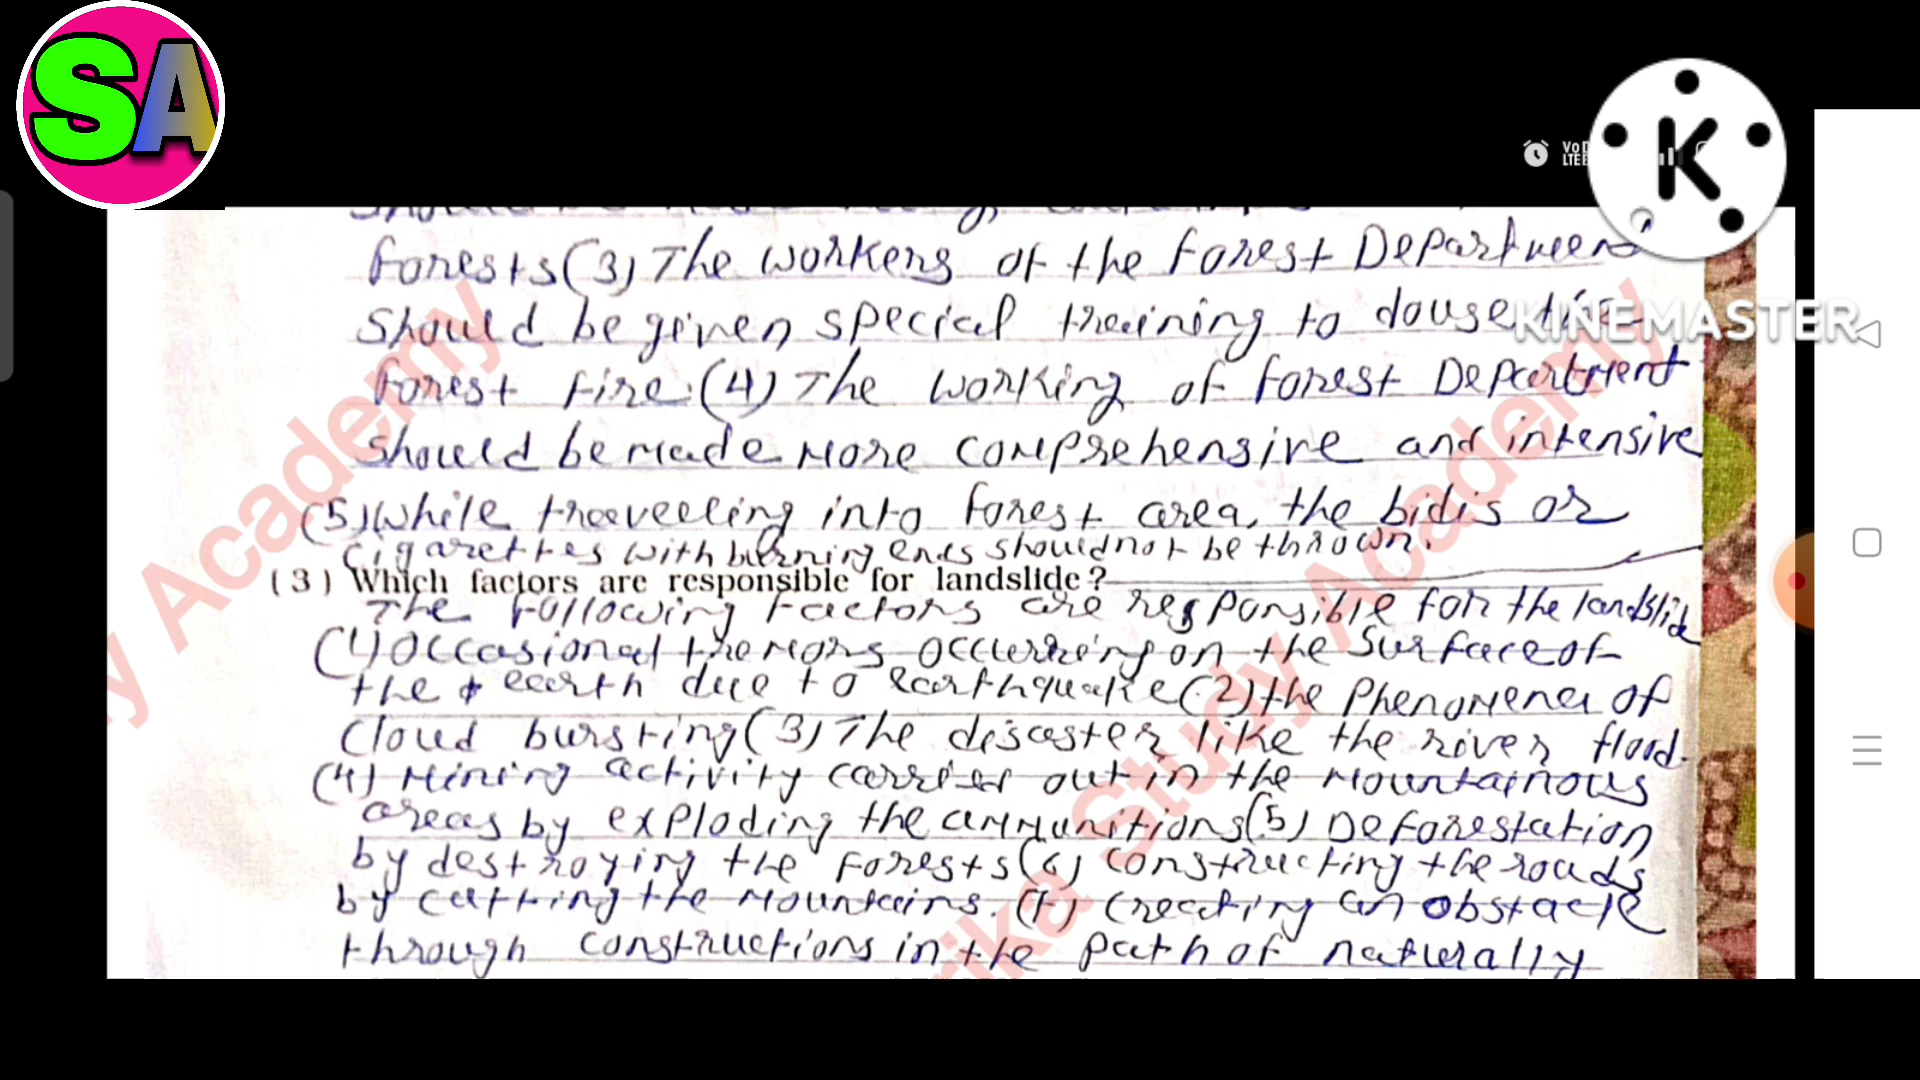 SA
VoD
LTE
K
KINEMASTER
forests (3) The workers of the forest Department
should be given special training to douse the
forest fire. (4) The working of forest Department
should be made more comprehensive and intensive
(5) While travelling into forest area, the bidis or
cigarettes with burning ends should not be thrown.
(3) Which factors are responsible for landslide?
The following factors are responsible for the landslide
(1) Occasional tremors occurring on the surface of
the earth due to earthquake (2) the Phenomena of
cloud bursting (3) The disaster like the river flood.
(4) Mining activity carried out in the mountainous
areas by exploding the ammunitions (5) Deforestation
by destroying the forests (6) constructing the roads
by cutting the mountains. (7) creating an obstacle
through constructions in the path of naturally
y Academy
rika Study Academy